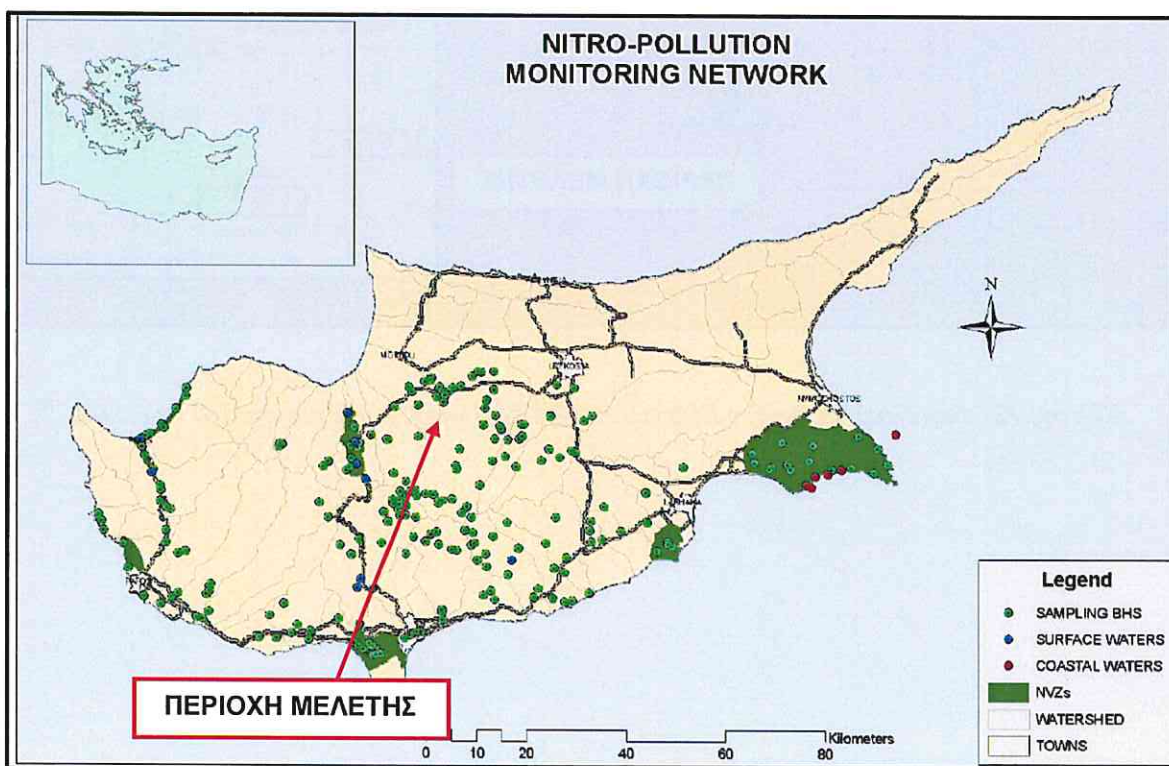 NITRO-POLLUTION
MONITORING NETWORK
N
ΠΕΡΙΟΧΗ ΜΕΛΕΤΗΣ
0 10 20 40 60 80 Kilometers
Legend
SAMPLING BHS
SURFACE WATERS
COASTAL WATERS
NVZs
WATERSHED
TOWNS